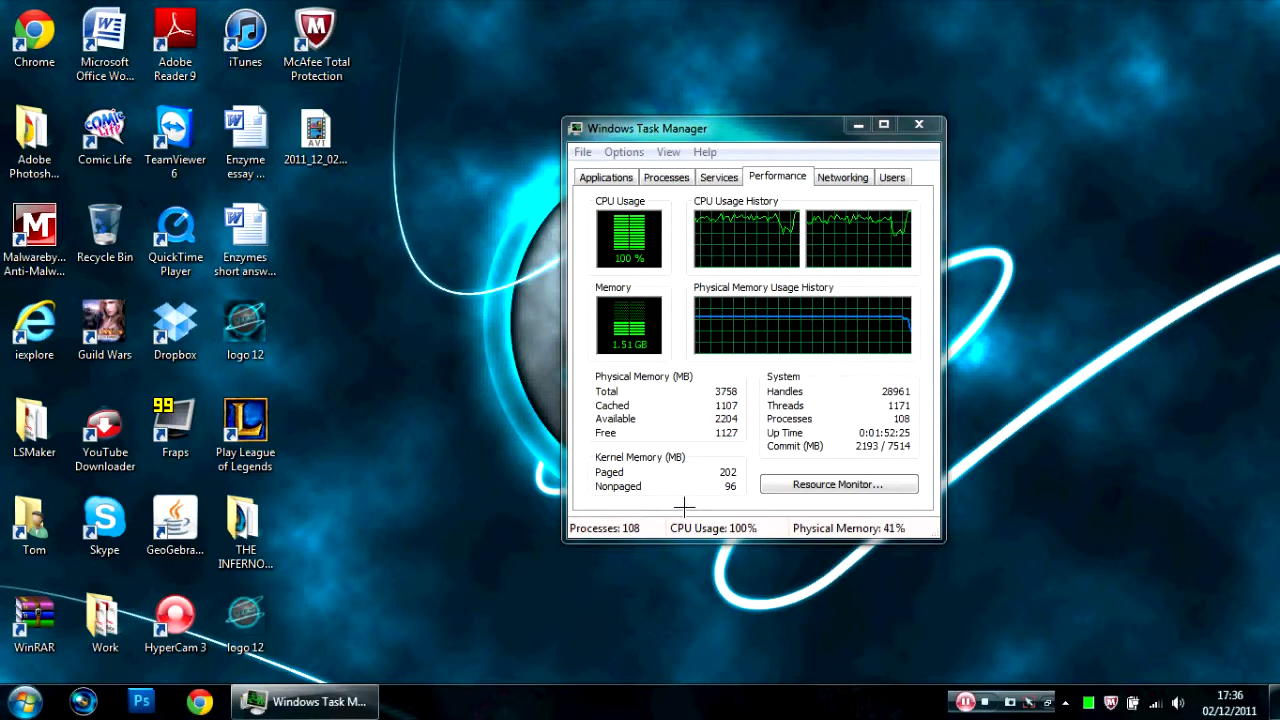 Chrome
Microsoft
Office Wo...
Adobe
Reader 9
iTunes
McAfee Total
Protection
Adobe
Photosh...
Comic Life
TeamViewer
6
Enzyme
essay ...
2011_12_02...
Malwareby...
Anti-Malw...
Recycle Bin
QuickTime
Player
Enzymes
short answ...
iexplore
Guild Wars
Dropbox
logo 12
LSMaker
YouTube
Downloader
99
Fraps
Play League
of Legends
Tom
Skype
GeoGebra...
THE
INFERNO...
WinRAR
Work
HyperCam 3
logo 12
AVI
COMIC
LIFE
Windows Task Manager
File Options View Help
Applications Processes Services Performance Networking Users
CPU Usage
CPU Usage History
100 %
Memory
Physical Memory Usage History
1.51 GB
Physical Memory (MB)
Total 3758
Cached 1107
Available 2204
Free 1127
Kernel Memory (MB)
Paged 202
Nonpaged 96
System
Handles 28961
Threads 1171
Processes 108
Up Time 0:01:52:25
Commit (MB) 2193 / 7514
Resource Monitor...
Processes: 108 CPU Usage: 100% Physical Memory: 41%
Ps
Windows Task M...
17:36
02/12/2011